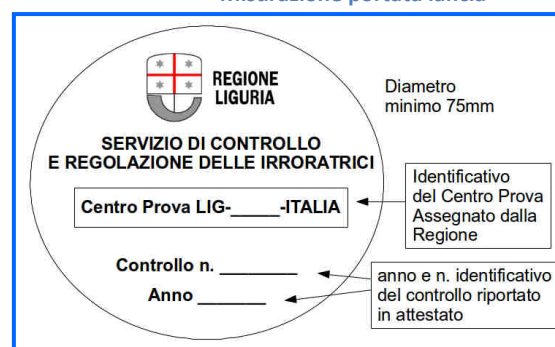 Misurazione portata lancia
REGIONE
LIGURIA
Diametro
minimo 75mm
SERVIZIO DI CONTROLLO
E REGOLAZIONE DELLE IRRORATRICI
Centro Prova LIG-_____-ITALIA
Identificativo
del Centro Prova
Assegnato dalla
Regione
Controllo n. ________
Anno _______
anno e n. identificativo
del controllo riportato
in attestato